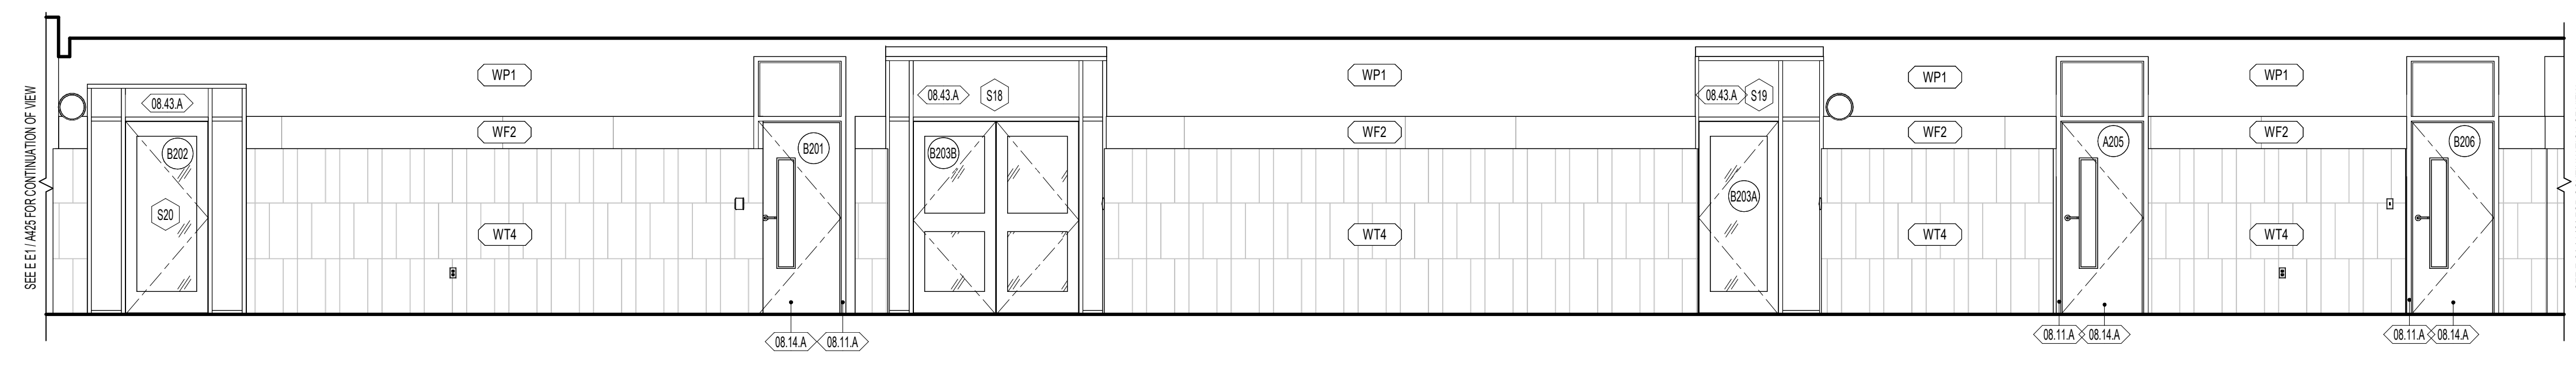 SEE E E1 / A425 FOR CONTINUATION OF VIEW
08.43.A
B202
S20
WP1
WF2
WT4
B201
08.14.A
08.11.A
08.43.A
S18
B203B
WP1
WF2
WT4
08.43.A
S19
B203A
WP1
WF2
WT4
A205
08.11.A
08.14.A
WP1
WF2
WT4
B206
08.11.A
08.14.A